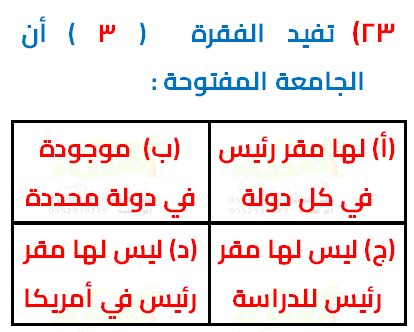 ٢٣) تفيد الفقرة ( ٣ ) أن
الجامعة المفتوحة :
(أ) لها مقر رئيس
في كل دولة
(ب) موجودة
في دولة محددة
(ج) ليس لها مقر
رئيس للدراسة
(د) ليس لها مقر
رئيس في أمريكا